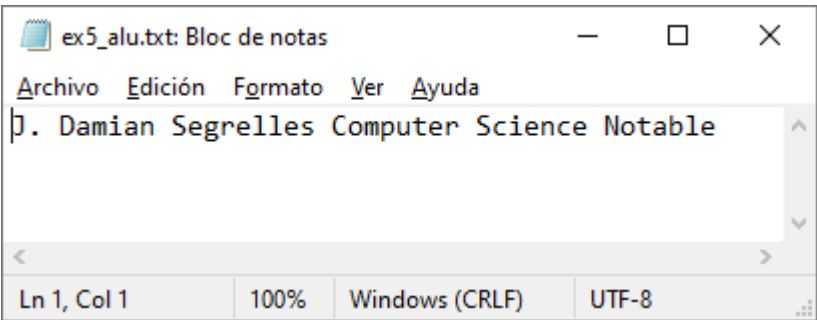 ex5_alu.txt: Bloc de notas
Archivo Edición Formato Ver Ayuda
J. Damian Segrelles Computer Science Notable
Ln 1, Col 1 100% Windows (CRLF) UTF-8